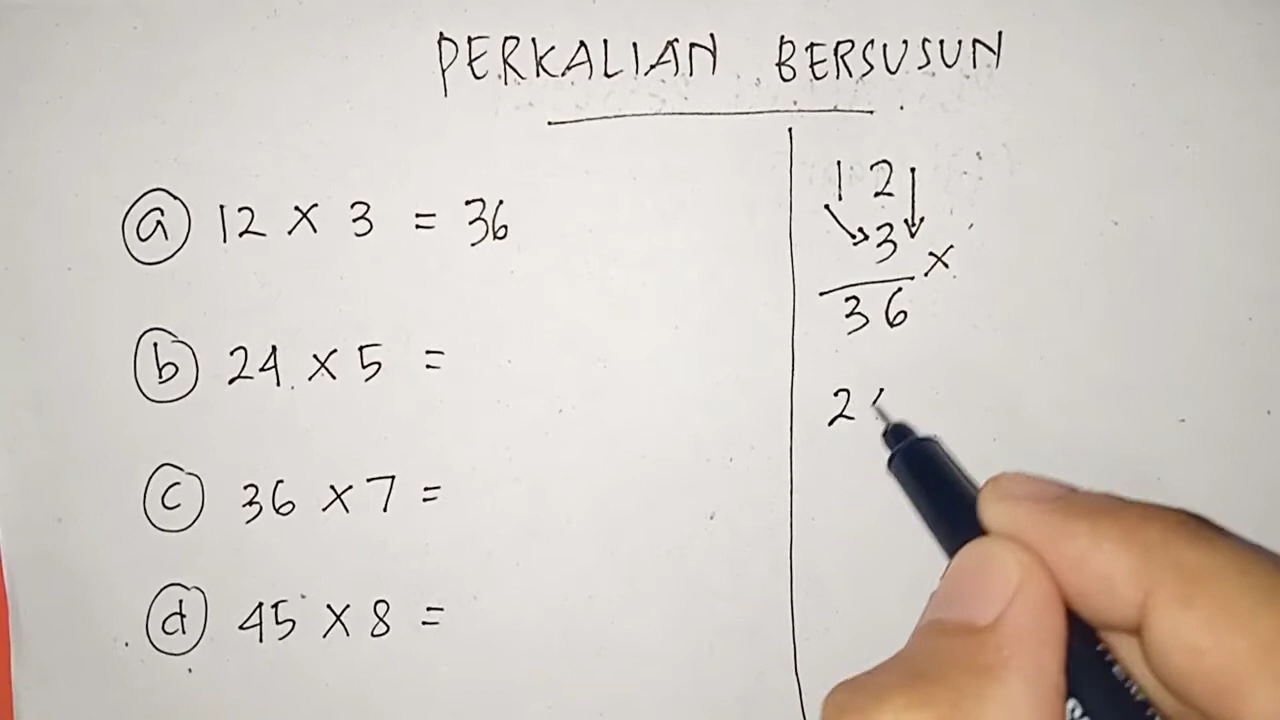 PERKALIAN BERSUSUN
a 12 x 3 = 36
b 24 x 5 =
c 36 x 7 =
d 45 x 8 =
12
3 x
36
2